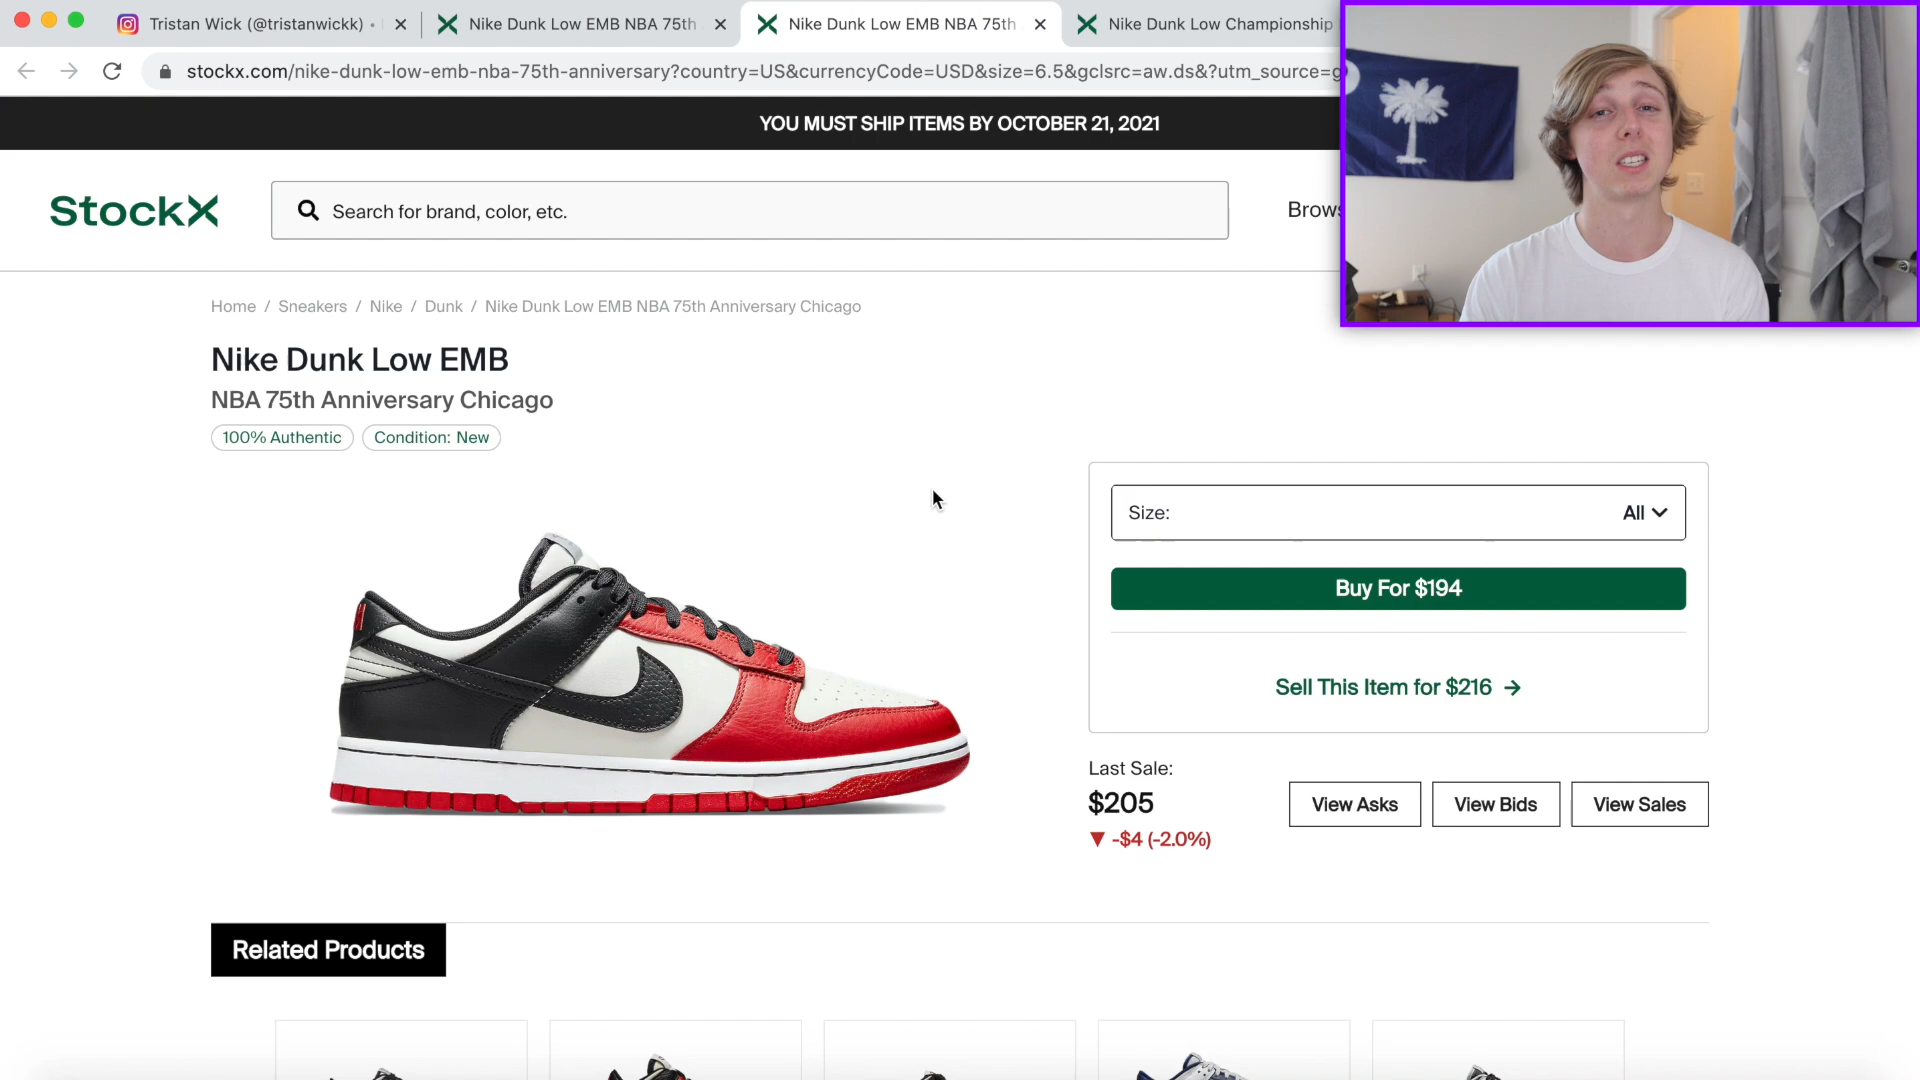 Tristan Wick (@tristanwickk) •
Nike Dunk Low EMB NBA 75th
Nike Dunk Low EMB NBA 75th
Nike Dunk Low Championship
stockx.com/nike-dunk-low-emb-nba-75th-anniversary?country=US&currencyCode=USD&size=6.5&gclsrc=aw.ds&?utm_source=g
YOU MUST SHIP ITEMS BY OCTOBER 21, 2021
StockX
Search for brand, color, etc.
Brows
Home / Sneakers / Nike / Dunk / Nike Dunk Low EMB NBA 75th Anniversary Chicago
Nike Dunk Low EMB
NBA 75th Anniversary Chicago
100% Authentic
Condition: New
Size:
All
Buy For $194
Sell This Item for $216 →
Last Sale:
$205
▼ -$4 (-2.0%)
View Asks
View Bids
View Sales
Related Products